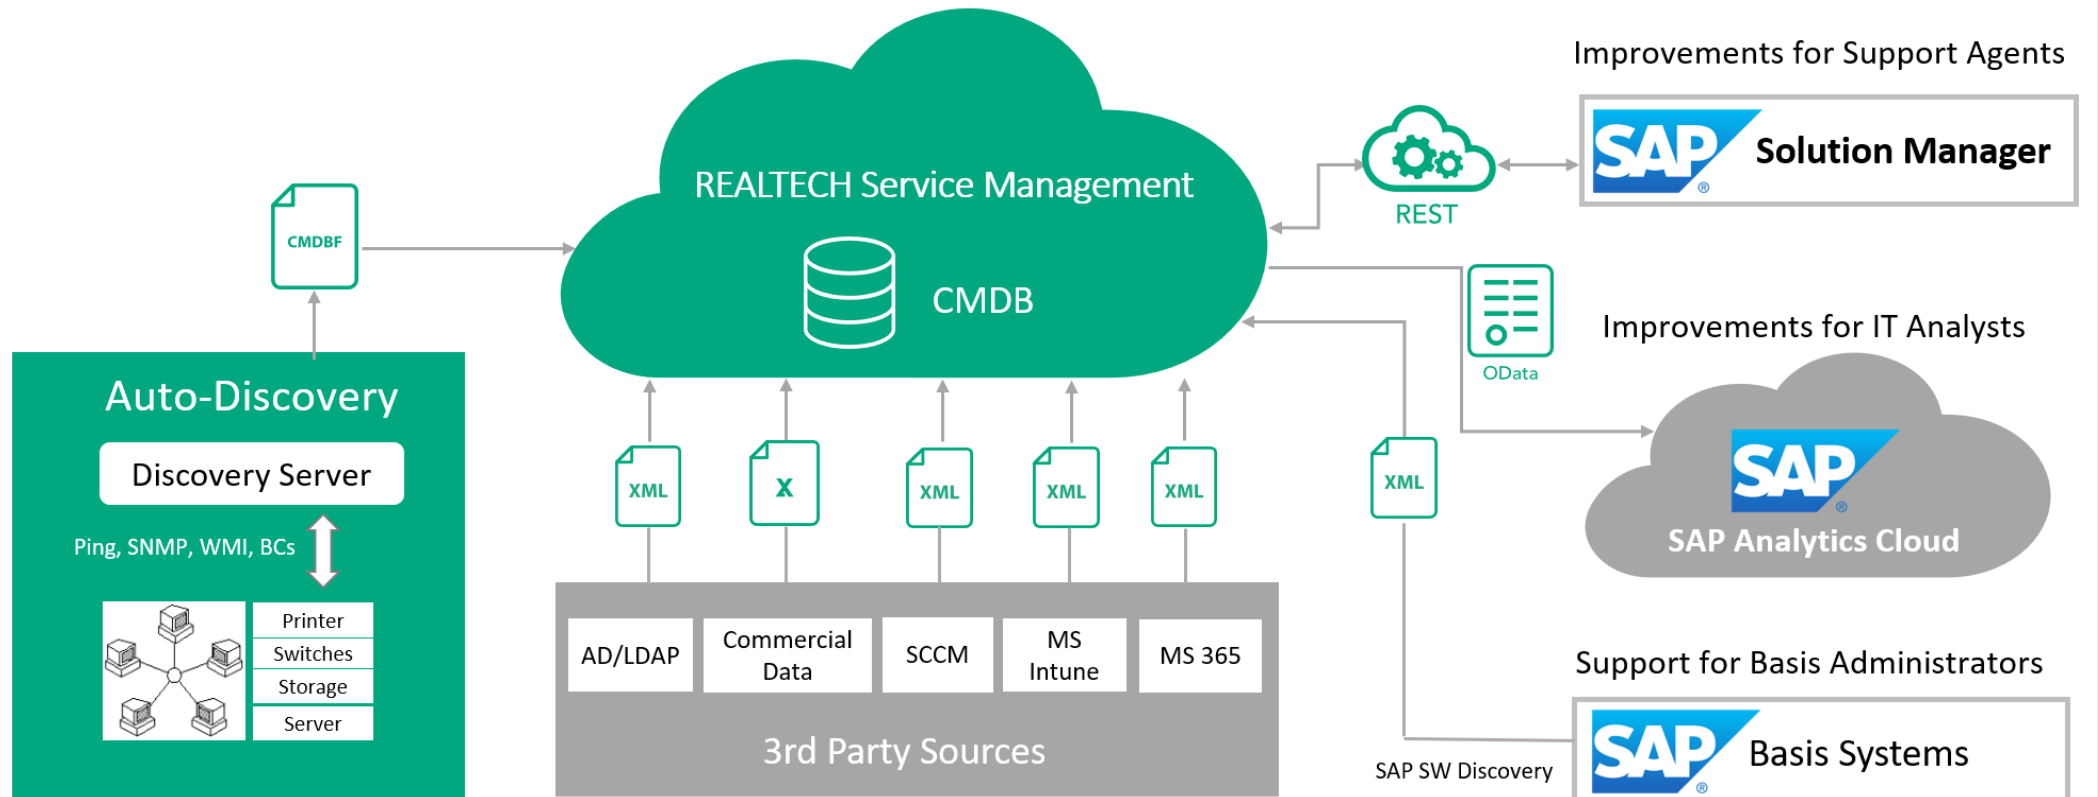 Improvements for Support Agents
SAP ®
Solution Manager
REST
REALTECH Service Management
CMDB
CMDBF
OData
Improvements for IT Analysts
SAP ®
SAP Analytics Cloud
Auto-Discovery
Discovery Server
Ping, SNMP, WMI, BCs
Printer
Switches
Storage
Server
XML
X
XML
XML
XML
XML
AD/LDAP
Commercial
Data
SCCM
MS
Intune
MS 365
3rd Party Sources
Support for Basis Administrators
SAP ®
Basis Systems
SAP SW Discovery